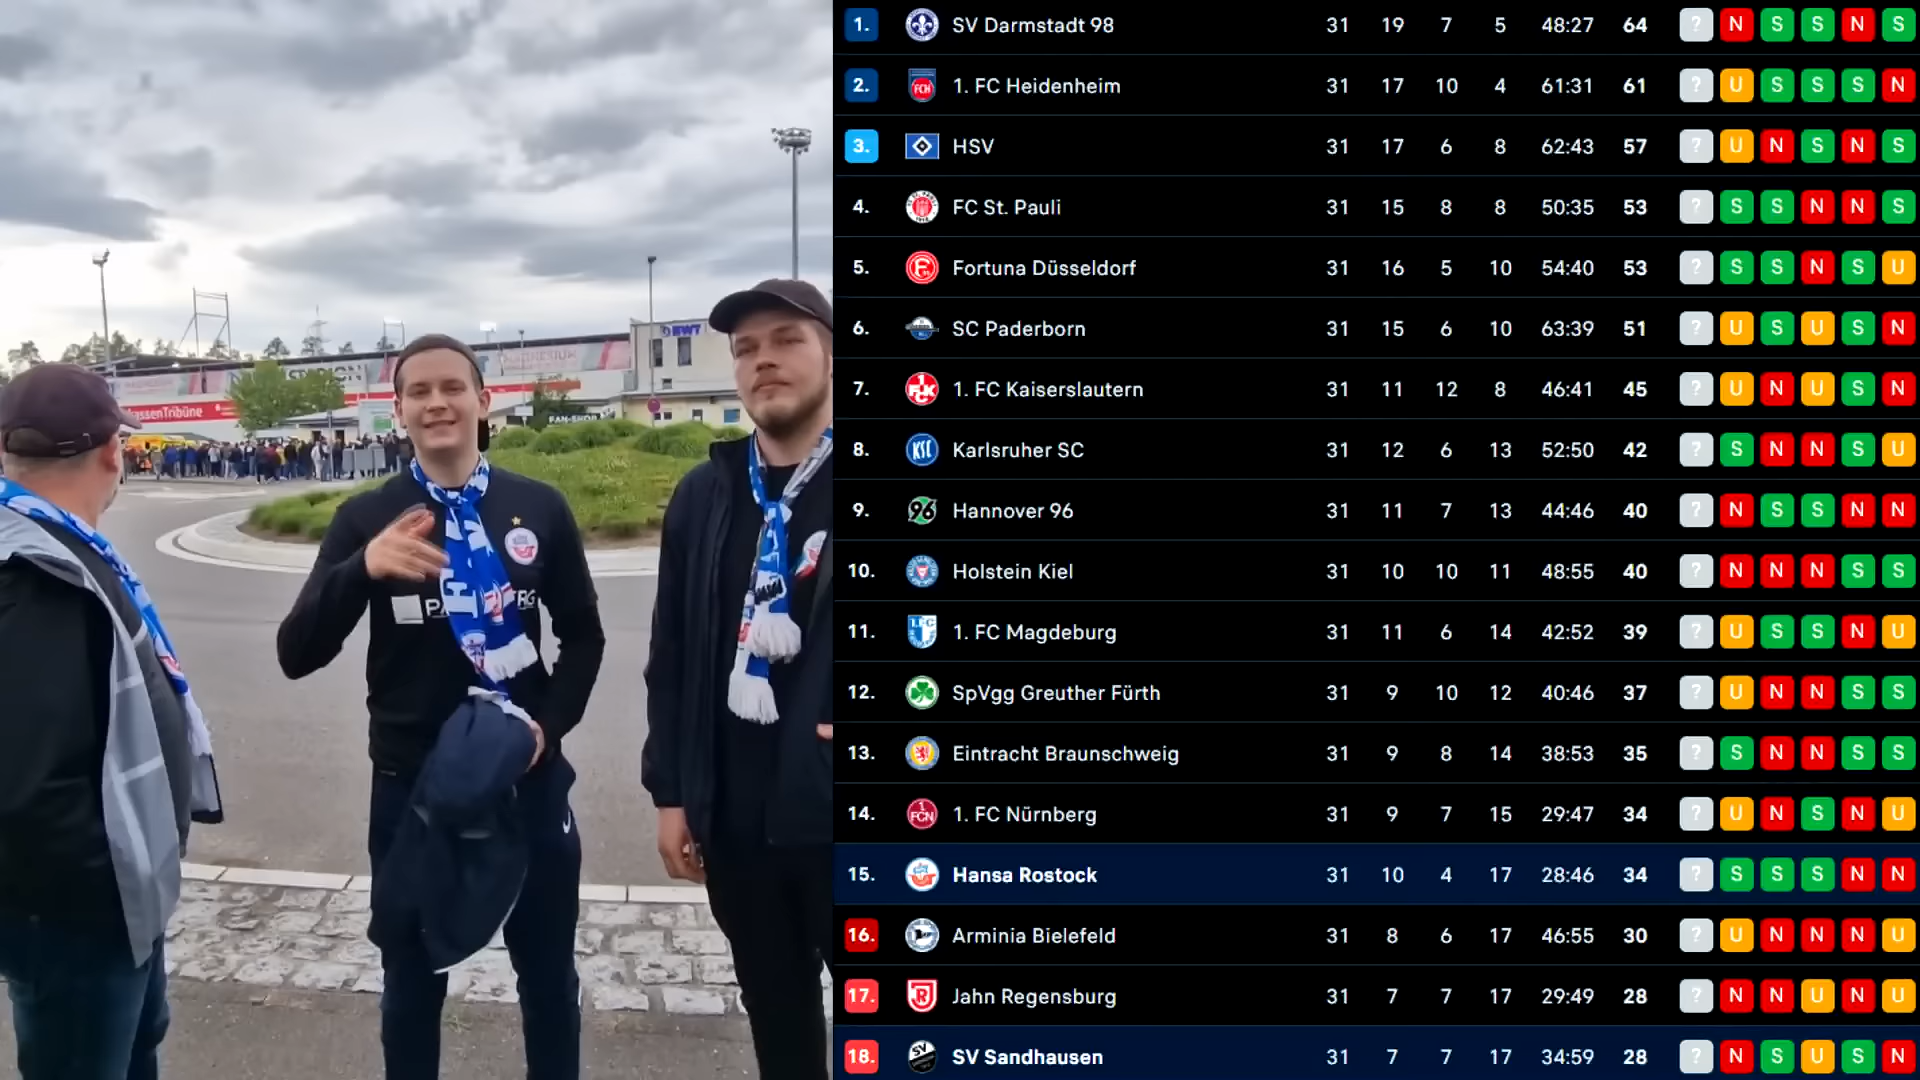 BWT
STADION
FAN-SHOP
1. SV Darmstadt 98 31 19 7 5 48:27 64 ? N S S N S
2. 1. FC Heidenheim 31 17 10 4 61:31 61 ? U S S S N
3. HSV 31 17 6 8 62:43 57 ? U N S N S
4. FC St. Pauli 31 15 8 8 50:35 53 ? S S N N S
5. Fortuna Düsseldorf 31 16 5 10 54:40 53 ? S S N S U
6. SC Paderborn 31 15 6 10 63:39 51 ? U S U S N
7. 1. FC Kaiserslautern 31 11 12 8 46:41 45 ? U N U S N
8. Karlsruher SC 31 12 6 13 52:50 42 ? S N N S U
9. Hannover 96 31 11 7 13 44:46 40 ? N S S N N
10. Holstein Kiel 31 10 10 11 48:55 40 ? N N N S S
11. 1. FC Magdeburg 31 11 6 14 42:52 39 ? U S S N U
12. SpVgg Greuther Fürth 31 9 10 12 40:46 37 ? U N N S S
13. Eintracht Braunschweig 31 9 8 14 38:53 35 ? S N N S S
14. 1. FC Nürnberg 31 9 7 15 29:47 34 ? U N S N U
15. Hansa Rostock 31 10 4 17 28:46 34 ? S S S N N
16. Arminia Bielefeld 31 8 6 17 46:55 30 ? U N N N U
17. Jahn Regensburg 31 7 7 17 29:49 28 ? N N U N U
18. SV Sandhausen 31 7 7 17 34:59 28 ? N S U S N